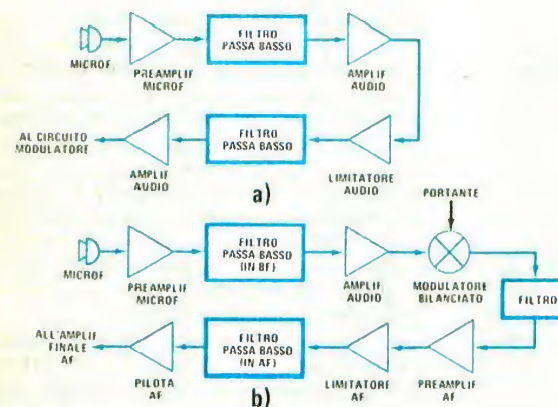 MICROF.
PREAMPLIF
MICROF
FILTRO
PASSA BASSO
AMPLIF
AUDIO
AL CIRCUITO
MODULATORE
AMPLIF
AUDIO
FILTRO
PASSA BASSO
LIMITATORE
AUDIO
a)
PORTANTE
MICROF
PREAMPLIF
MICROF
FILTRO
PASSA BASSO
(IN BF)
AMPLIF
AUDIO
MODULATORE
BILANCIATO
FILTRO
ALL'AMPLIF
FINALE
AF
PILOTA
AF
FILTRO
PASSA BASSO
(IN AF)
LIMITATORE
AF
PREAMPLIF
AF
b)